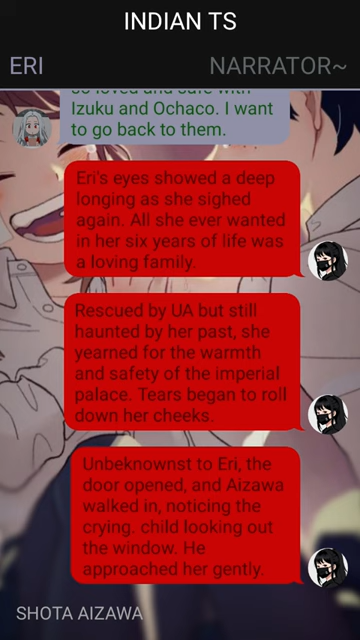 INDIAN TS
ERI
NARRATOR~
so loved and safe with
Izuku and Ochaco. I want
to go back to them.
Eri's eyes showed a deep
longing as she sighed
again. All she ever wanted
in her six years of life was
a loving family.
Rescued by UA but still
haunted by her past, she
yearned for the warmth
and safety of the imperial
palace. Tears began to roll
down her cheeks.
Unbeknownst to Eri, the
door opened, and Aizawa
walked in, noticing the
crying. child looking out
the window. He
approached her gently.
SHOTA AIZAWA